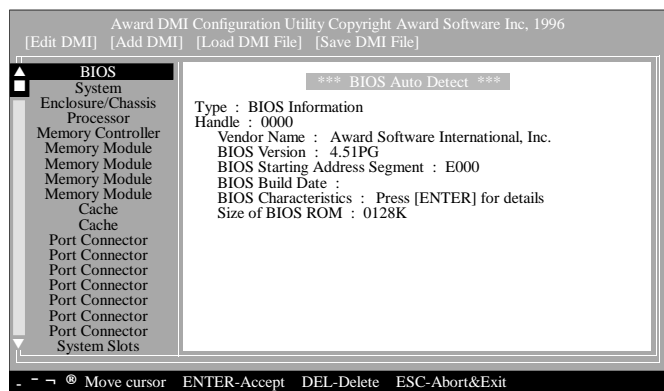 Award DMI Configuration Utility Copyright Award Software Inc, 1996
[Edit DMI] [Add DMI] [Load DMI File] [Save DMI File]
BIOS
System
Enclosure/Chassis
Processor
Memory Controller
Memory Module
Memory Module
Memory Module
Memory Module
Cache
Cache
Port Connector
Port Connector
Port Connector
Port Connector
Port Connector
Port Connector
Port Connector
System Slots
*** BIOS Auto Detect ***
Type : BIOS Information
Handle : 0000
Vendor Name : Award Software International, Inc.
BIOS Version : 4.51PG
BIOS Starting Address Segment : E000
BIOS Build Date :
BIOS Characteristics : Press [ENTER] for details
Size of BIOS ROM : 0128K
- ¯ ¬ ® Move cursor ENTER-Accept DEL-Delete ESC-Abort&Exit